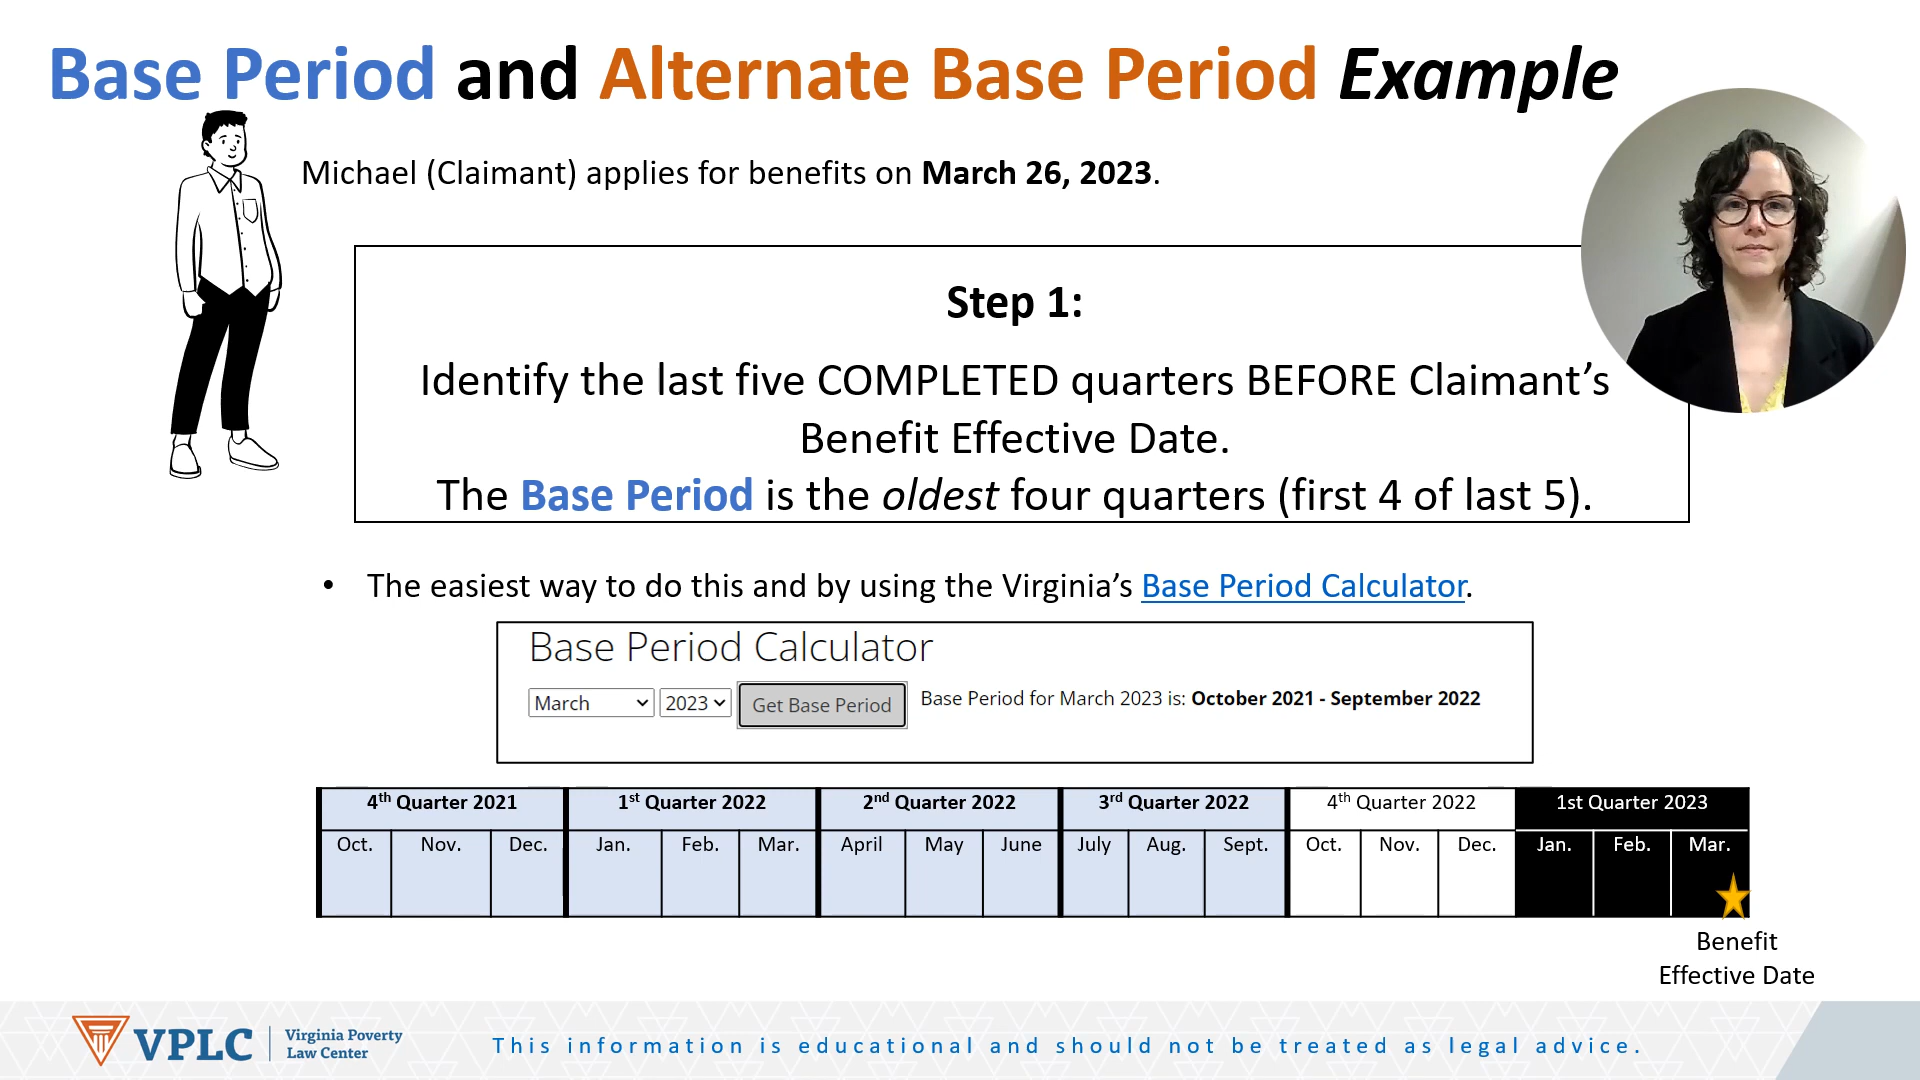 Base Period and Alternate Base Period Example
Michael (Claimant) applies for benefits on March 26, 2023.
Step 1:
Identify the last five COMPLETED quarters BEFORE Claimant’s
Benefit Effective Date.
The Base Period is the oldest four quarters (first 4 of last 5).
• The easiest way to do this and by using the Virginia’s Base Period Calculator.
Base Period Calculator
March 2023 Get Base Period Base Period for March 2023 is: October 2021 - September 2022
4th Quarter 2021 1st Quarter 2022 2nd Quarter 2022 3rd Quarter 2022 4th Quarter 2022 1st Quarter 2023
Oct. Nov. Dec. Jan. Feb. Mar. April May June July Aug. Sept. Oct. Nov. Dec. Jan. Feb. Mar.
Benefit
Effective Date
VPLC
Virginia Poverty
Law Center
This information is educational and should not be treated as legal advice.